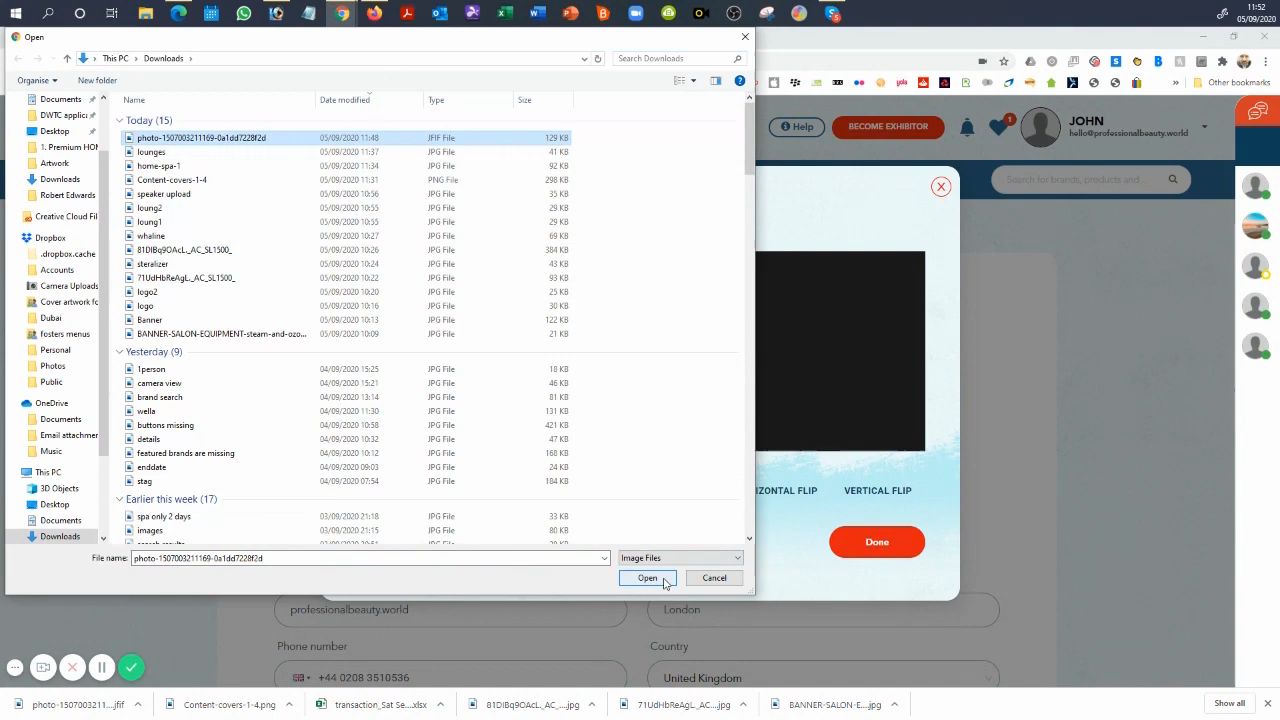 11:52
05/09/2020
Open
This PC
Downloads
Search Downloads
Organise
New folder
Name
Date modified
Type
Size
Documents
DWTC applic
Desktop
1. Premium HON
Artwork
Downloads
Robert Edwards
Creative Cloud Fil
Dropbox
.dropbox.cache
Accounts
Camera Uploads
Cover artwork fo
Dubai
fosters menus
Personal
Photos
Public
OneDrive
Documents
Email attachmen
Music
This PC
3D Objects
Desktop
Documents
Downloads
Today (15)
photo-1507003211169-0a1dd7228f2d 05/09/2020 11:48 JFIF File 129 KB
lounges 05/09/2020 11:37 JPG File 41 KB
home-spa-1 05/09/2020 11:34 JPG File 92 KB
Content-covers-1-4 05/09/2020 11:31 PNG File 298 KB
speaker upload 05/09/2020 10:56 JPG File 35 KB
loung2 05/09/2020 10:55 JPG File 29 KB
loung1 05/09/2020 10:55 JPG File 29 KB
whaline 05/09/2020 10:27 JPG File 69 KB
81DIBq9OAcL._AC_SL1500_ 05/09/2020 10:26 JPG File 384 KB
steralizer 05/09/2020 10:24 JPG File 43 KB
71UdHbReAgL._AC_SL1500_ 05/09/2020 10:22 JPG File 93 KB
logo2 05/09/2020 10:20 JPG File 25 KB
logo 05/09/2020 10:16 JPG File 30 KB
Banner 05/09/2020 10:13 JPG File 122 KB
BANNER-SALON-EQUIPMENT-steam-and-ozo... 05/09/2020 10:09 JPG File 21 KB
Yesterday (9)
1person 04/09/2020 15:25 JPG File 18 KB
camera view 04/09/2020 15:21 JPG File 46 KB
brand search 04/09/2020 13:14 JPG File 81 KB
wella 04/09/2020 11:30 JPG File 131 KB
buttons missing 04/09/2020 10:58 JPG File 421 KB
details 04/09/2020 10:32 JPG File 47 KB
featured brands are missing 04/09/2020 10:12 JPG File 168 KB
enddate 04/09/2020 09:03 JPG File 24 KB
stag 04/09/2020 07:54 JPG File 184 KB
Earlier this week (17)
spa only 2 days 03/09/2020 21:18 JPG File 33 KB
images 03/09/2020 21:15 JPG File 80 KB
File name: photo-1507003211169-0a1dd7228f2d
Image Files
Open
Cancel
Other bookmarks
Help
BECOME EXHIBITOR
1
JOHN
hello@professionalbeauty.world
Search for brands, products and...
X
IZONTAL FLIP
VERTICAL FLIP
Done
professionalbeauty.world
London
Phone number
Country
+44 0208 3510536
United Kingdom
photo-150700321 1....jfif
Content-covers-1-4.png
transaction_Sat Se....xlsx
81DIBq9OAcL._AC_....jpg
71UdHbReAgL._AC....jpg
BANNER-SALON-E....jpg
Show all